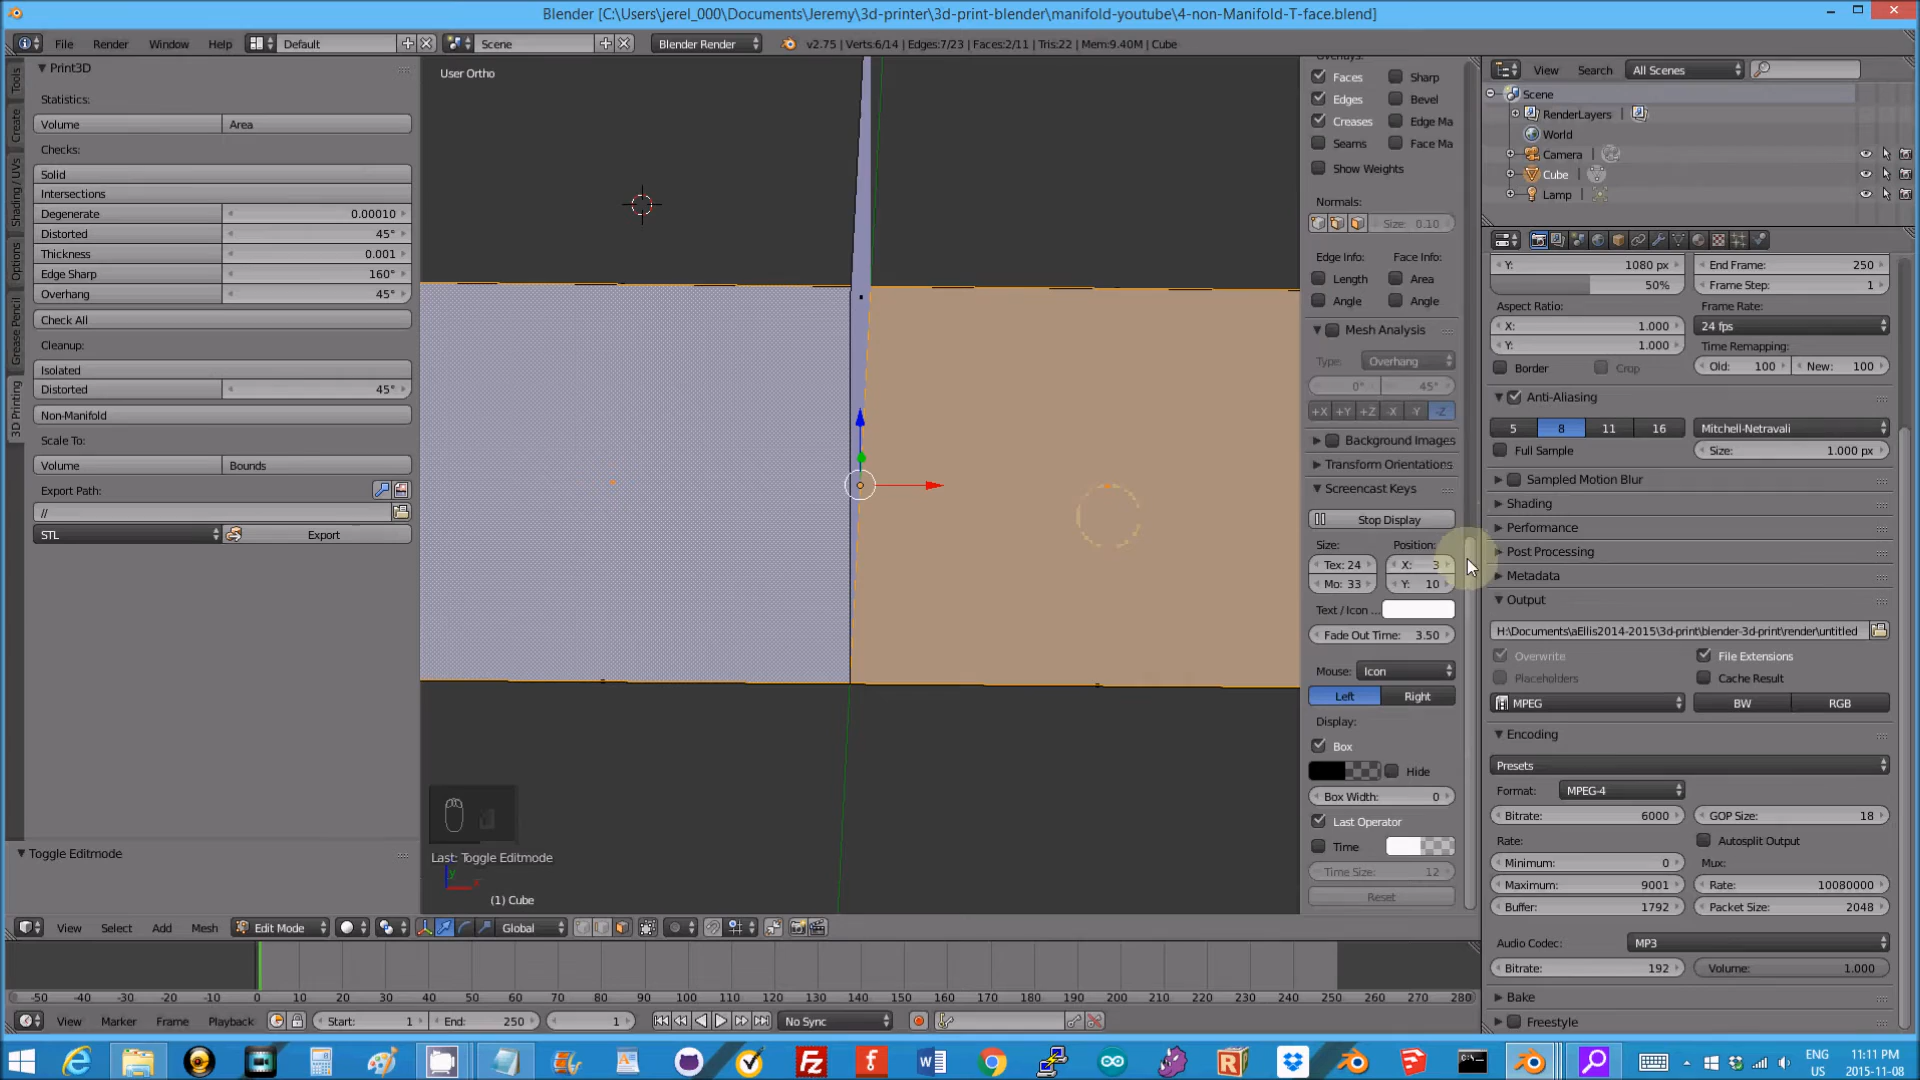 Blender [C:\Users\jerel_000\Documents\Jeremy\3d-printer\3d-print-blender\manifold-youtube\4-non-Manifold-T-face.blend]
File Render Window Help Default Scene Blender Render v2.75 | Verts:6/14 | Edges:7/23 | Faces:2/11 | Tris:22 | Mem:9.40M | Cube
Tools
Create
Shading / UVs
Options
Grease Pencil
3D Printing
Print3D
Statistics:
Volume Area
Checks:
Solid
Intersections
Degenerate 0.00010
Distorted 45°
Thickness 0.001
Edge Sharp 160°
Overhang 45°
Check All
Cleanup:
Isolated
Distorted 45°
Non-Manifold
Scale To:
Volume Bounds
Export Path:
//
STL Export
Toggle Editmode
User Ortho
Last: Toggle Editmode
(1) Cube
Overlays:
Faces Sharp
Edges Bevel
Creases Edge Ma
Seams Face Ma
Show Weights
Normals:
Size: 0.10
Edge Info: Face Info:
Length Area
Angle Angle
Mesh Analysis
Type: Overhang
0° 45°
+X +Y +Z -X -Y -Z
Background Images
Transform Orientations
Screencast Keys
Stop Display
Size: Position:
Tex: 24 X: 3
Mo: 33 Y: 10
Text / Icon ...
Fade Out Time: 3.50
Mouse: Icon
Left Right
Display:
Box
Hide
Box Width: 0
Last Operator
Time
Time Size: 12
Reset
View Search All Scenes
Scene
RenderLayers
World
Camera
Cube
Lamp
Y: 1080 px End Frame: 250
50% Frame Step: 1
Aspect Ratio: Frame Rate:
X: 1.000 24 fps
Y: 1.000 Time Remapping:
Border Crop Old: 100 New: 100
Anti-Aliasing
5 8 11 16 Mitchell-Netravali
Full Sample Size: 1.000 px
Sampled Motion Blur
Shading
Performance
Post Processing
Metadata
Output
H:\Documents\aEllis2014-2015\3d-print\blender-3d-print\render\untitled
Overwrite File Extensions
Placeholders Cache Result
MPEG BW RGB
Encoding
Presets
Format: MPEG-4
Bitrate: 6000 GOP Size: 18
Rate: Autosplit Output
Minimum: 0 Mux:
Maximum: 9001 Rate: 10080000
Buffer: 1792 Packet Size: 2048
Audio Codec: MP3
Bitrate: 192 Volume: 1.000
Bake
Freestyle
View Select Add Mesh Edit Mode Global
-50 -40 -30 -20 -10 0 10 20 30 40 50 60 70 80 90 100 110 120 130 140 150 160 170 180 190 200 210 220 230 240 250 260 270 280
View Marker Frame Playback Start: 1 End: 250 1 No Sync
ENG 11:11 PM
US 2015-11-08